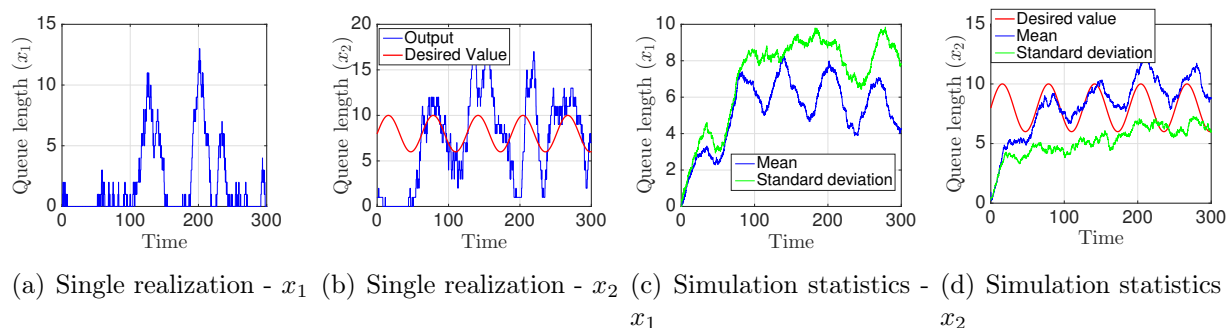 15
10
5
0
0
100
200
300
Queue length (x₁)
Time
20
15
10
5
0
0
100
200
300
Queue length (x₂)
Time
Output
Desired Value
10
8
6
4
2
0
0
100
200
300
Queue length (x₁)
Time
Mean
Standard deviation
15
10
5
0
0
100
200
300
Queue length (x₂)
Time
Desired value
Mean
Standard deviation
(a) Single realization - x₁
(b) Single realization - x₂
(c) Simulation statistics -
x₁
(d) Simulation statistics
x₂